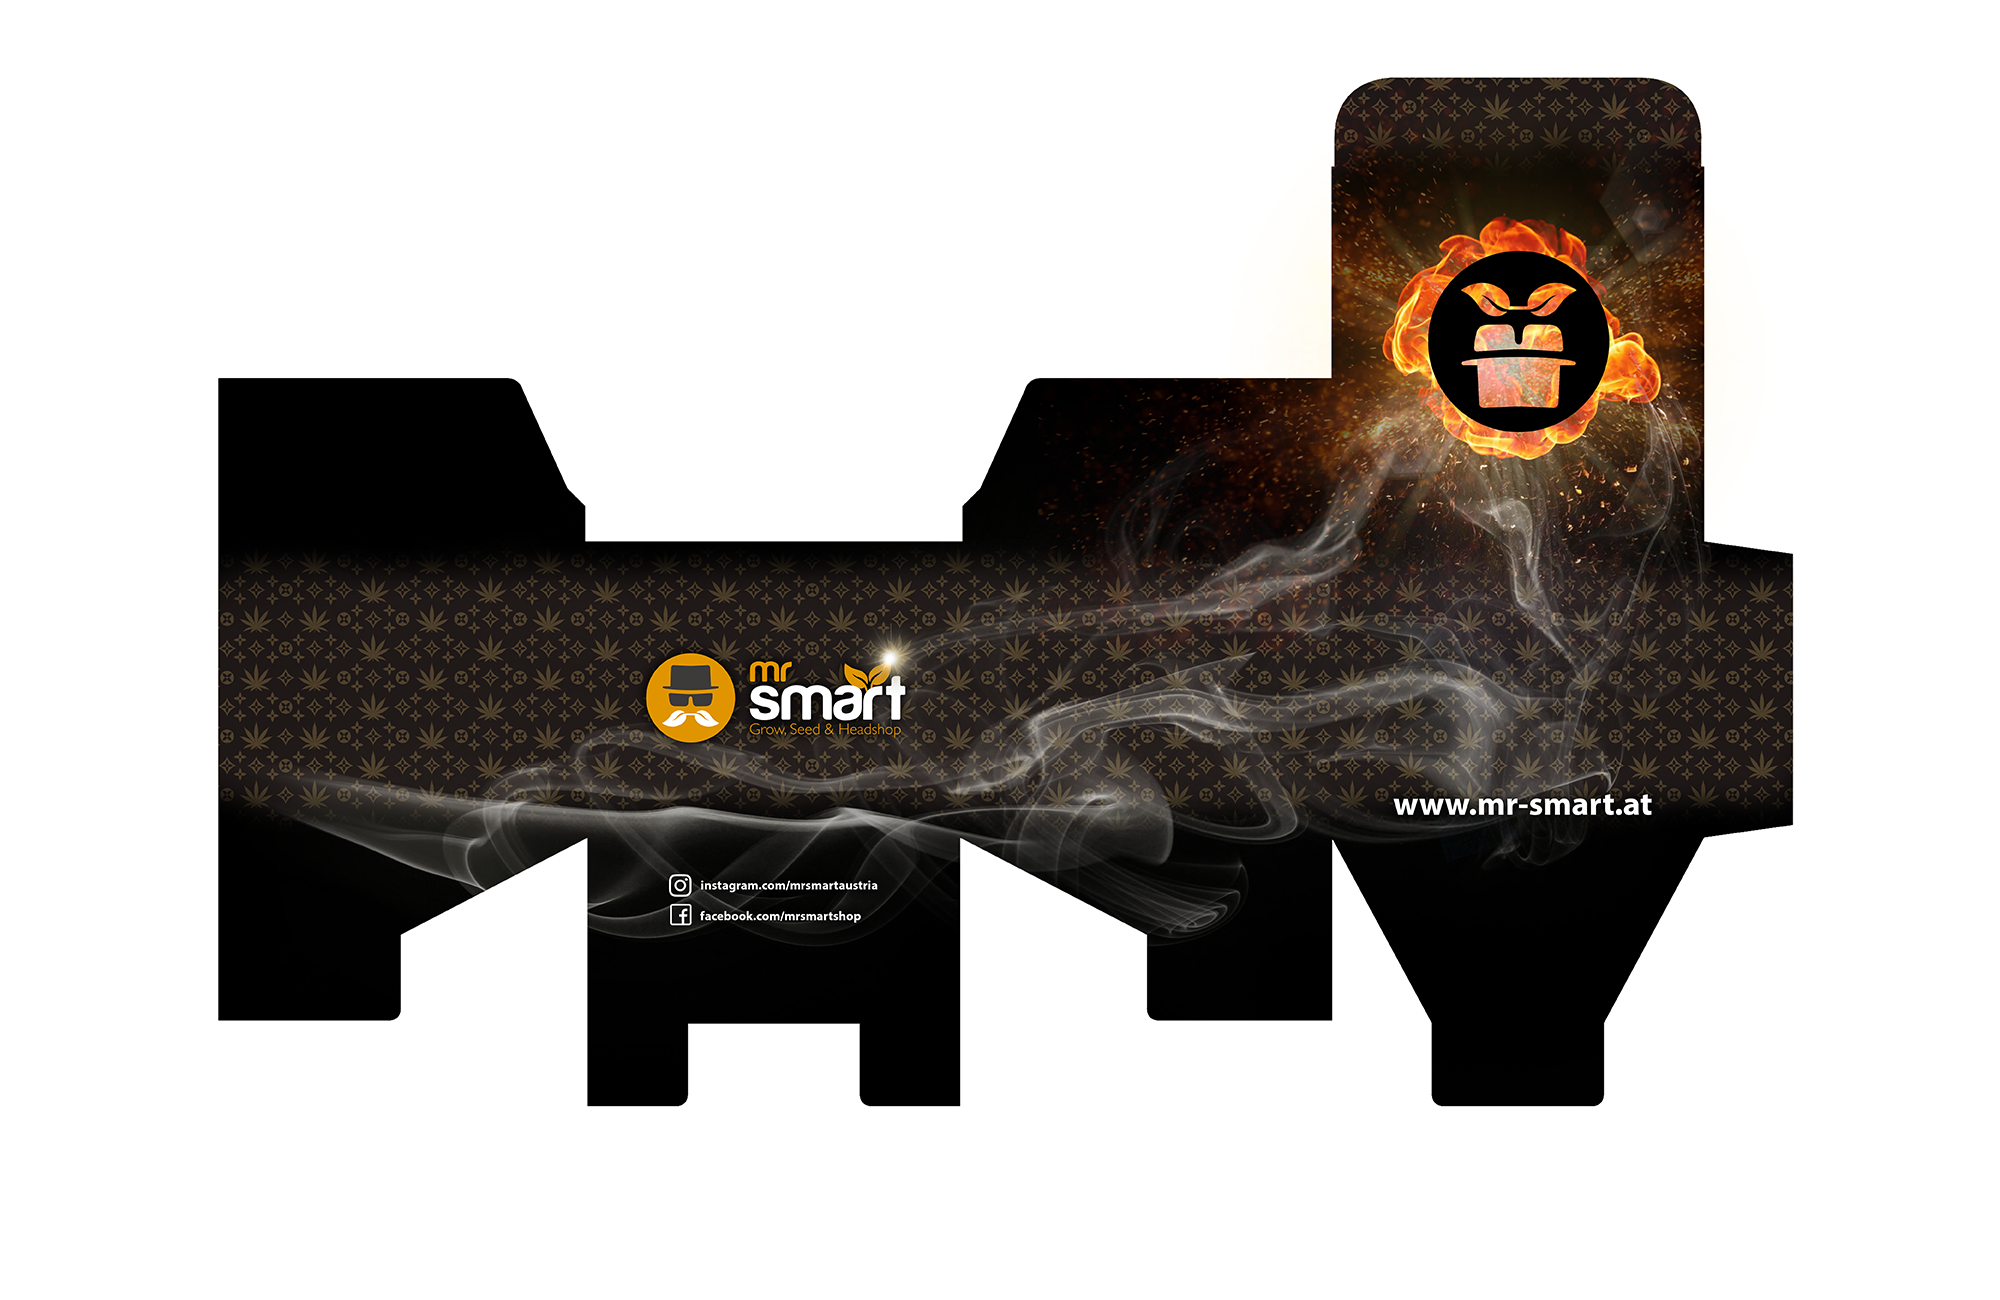 mr
smart
Grow, Seed & Headshop
www.mr-smart.at
instagram.com/mrsmartaustria
facebook.com/mrsmartshop